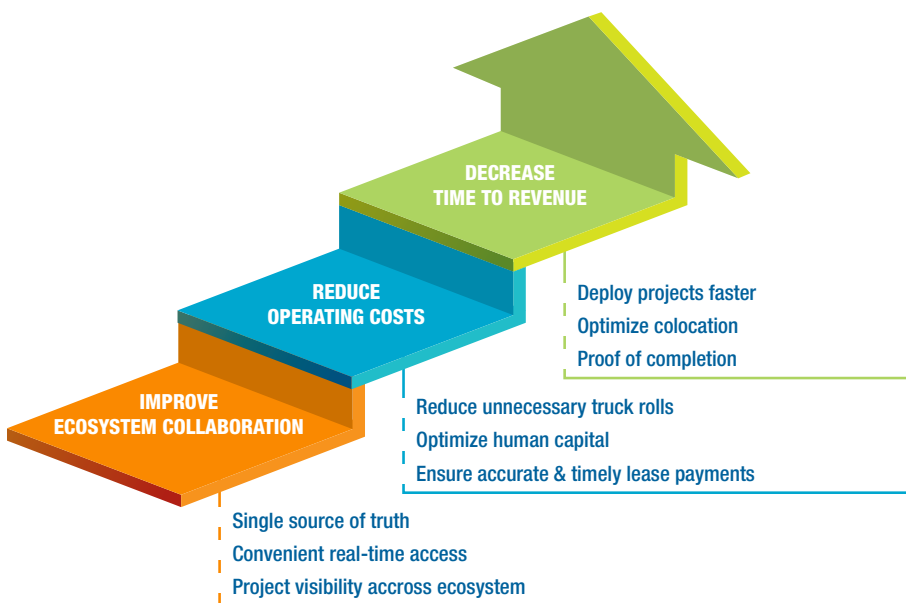 DECREASE
TIME TO REVENUE
Deploy projects faster
Optimize colocation
Proof of completion
REDUCE
OPERATING COSTS
Reduce unnecessary truck rolls
Optimize human capital
Ensure accurate & timely lease payments
IMPROVE
ECOSYSTEM COLLABORATION
Single source of truth
Convenient real-time access
Project visibility accross ecosystem